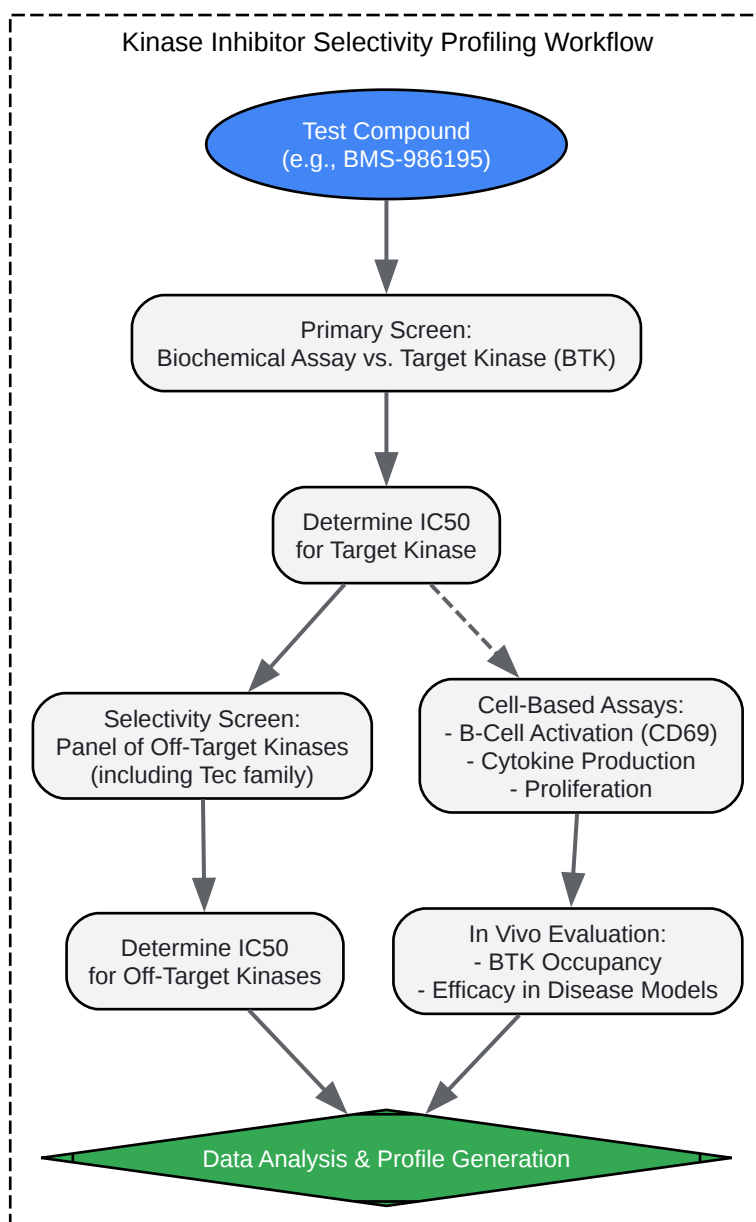 Kinase Inhibitor Selectivity Profiling Workflow
Test Compound
(e.g., BMS-986195)
Primary Screen:
Biochemical Assay vs. Target Kinase (BTK)
Determine IC50
for Target Kinase
Selectivity Screen:
Panel of Off-Target Kinases
(including Tec family)
Cell-Based Assays:
- B-Cell Activation (CD69)
- Cytokine Production
- Proliferation
Determine IC50
for Off-Target Kinases
In Vivo Evaluation:
- BTK Occupancy
- Efficacy in Disease Models
Data Analysis & Profile Generation